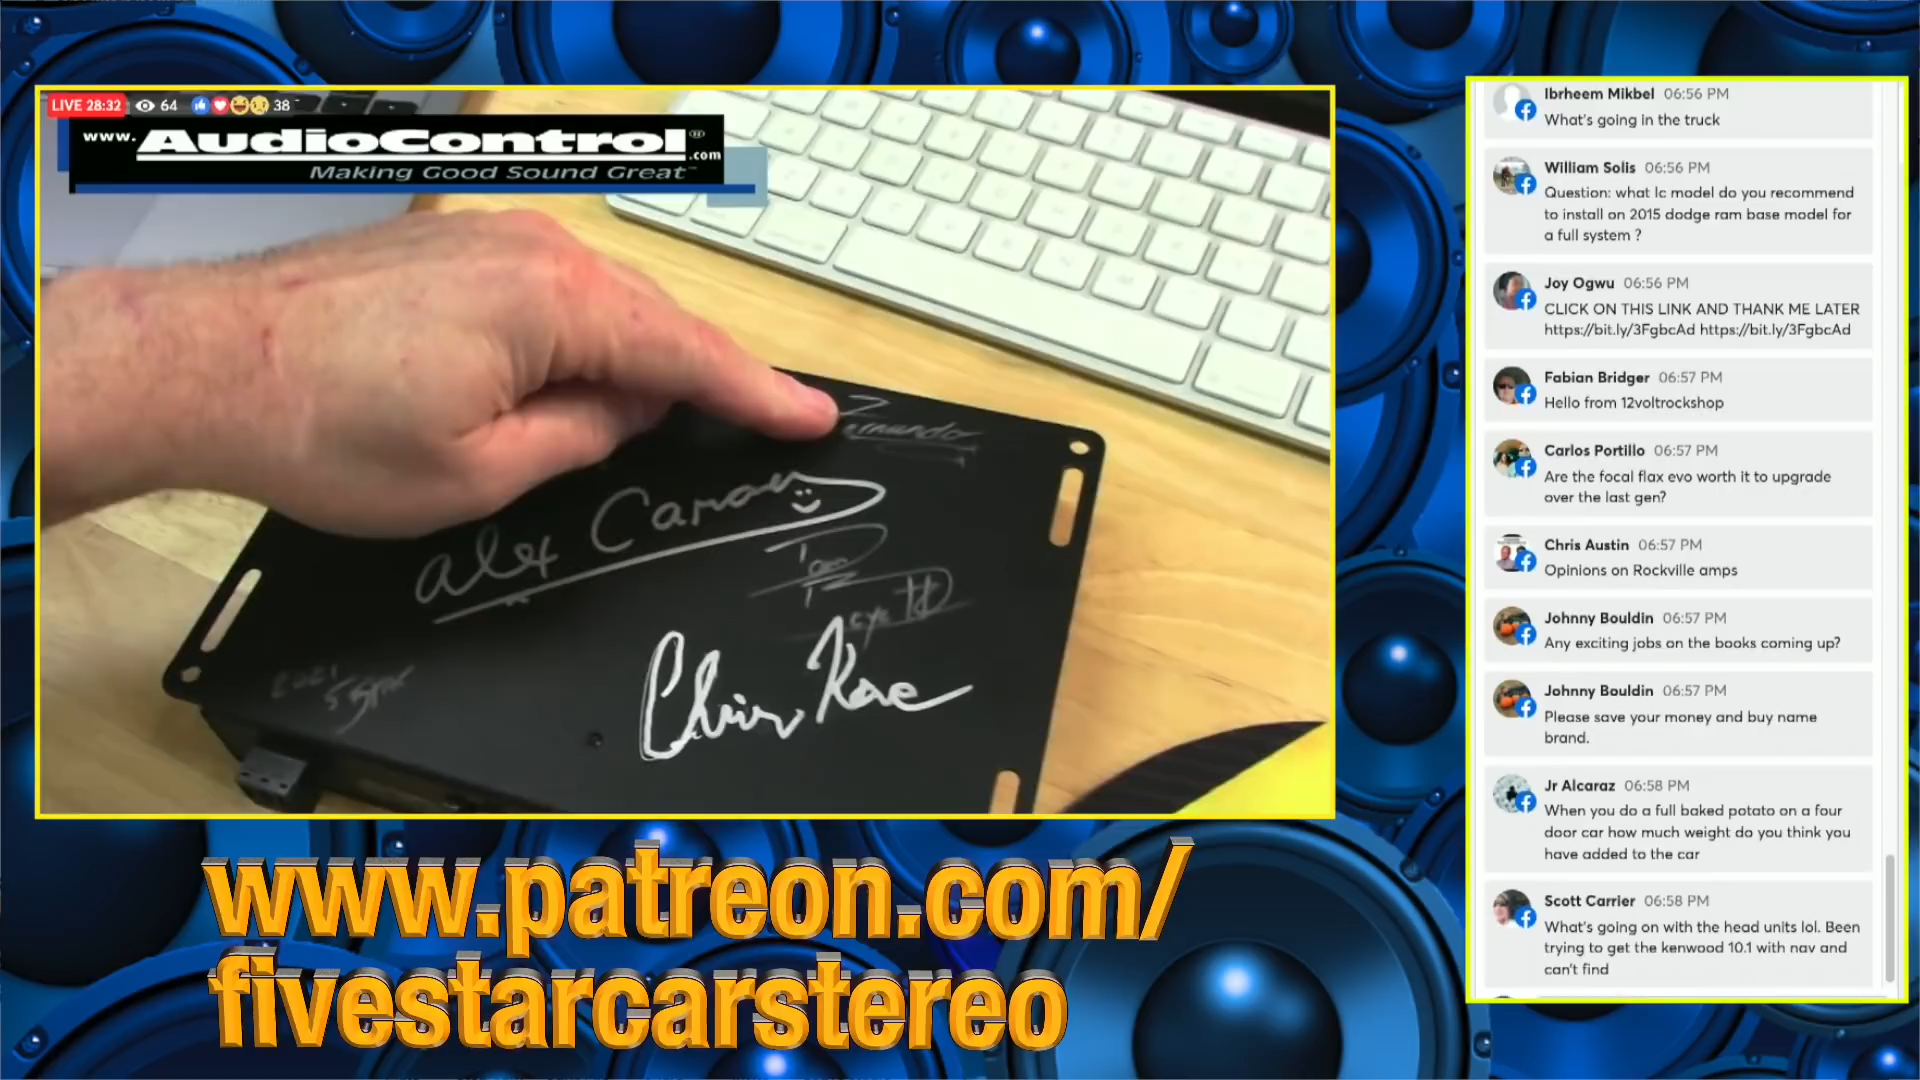 LIVE 28:32 64 38
www.AudioControl®.com
Making Good Sound Great™
alex
Chris
www.patreon.com/
fivestarcarstereo
Ibrheem Mikbel 06:56 PM
What's going in the truck
William Solis 06:56 PM
Question: what lc model do you recommend
to install on 2015 dodge ram base model for
a full system ?
Joy Ogwu 06:56 PM
CLICK ON THIS LINK AND THANK ME LATER
https://bit.ly/3FgbcAd https://bit.ly/3FgbcAd
Fabian Bridger 06:57 PM
Hello from 12voltrockshop
Carlos Portillo 06:57 PM
Are the focal flax evo worth it to upgrade
over the last gen?
Chris Austin 06:57 PM
Opinions on Rockville amps
Johnny Bouldin 06:57 PM
Any exciting jobs on the books coming up?
Johnny Bouldin 06:57 PM
Please save your money and buy name
brand.
Jr Alcaraz 06:58 PM
When you do a full baked potato on a four
door car how much weight do you think you
have added to the car
Scott Carrier 06:58 PM
What's going on with the head units lol. Been
trying to get the kenwood 10.1 with nav and
can't find